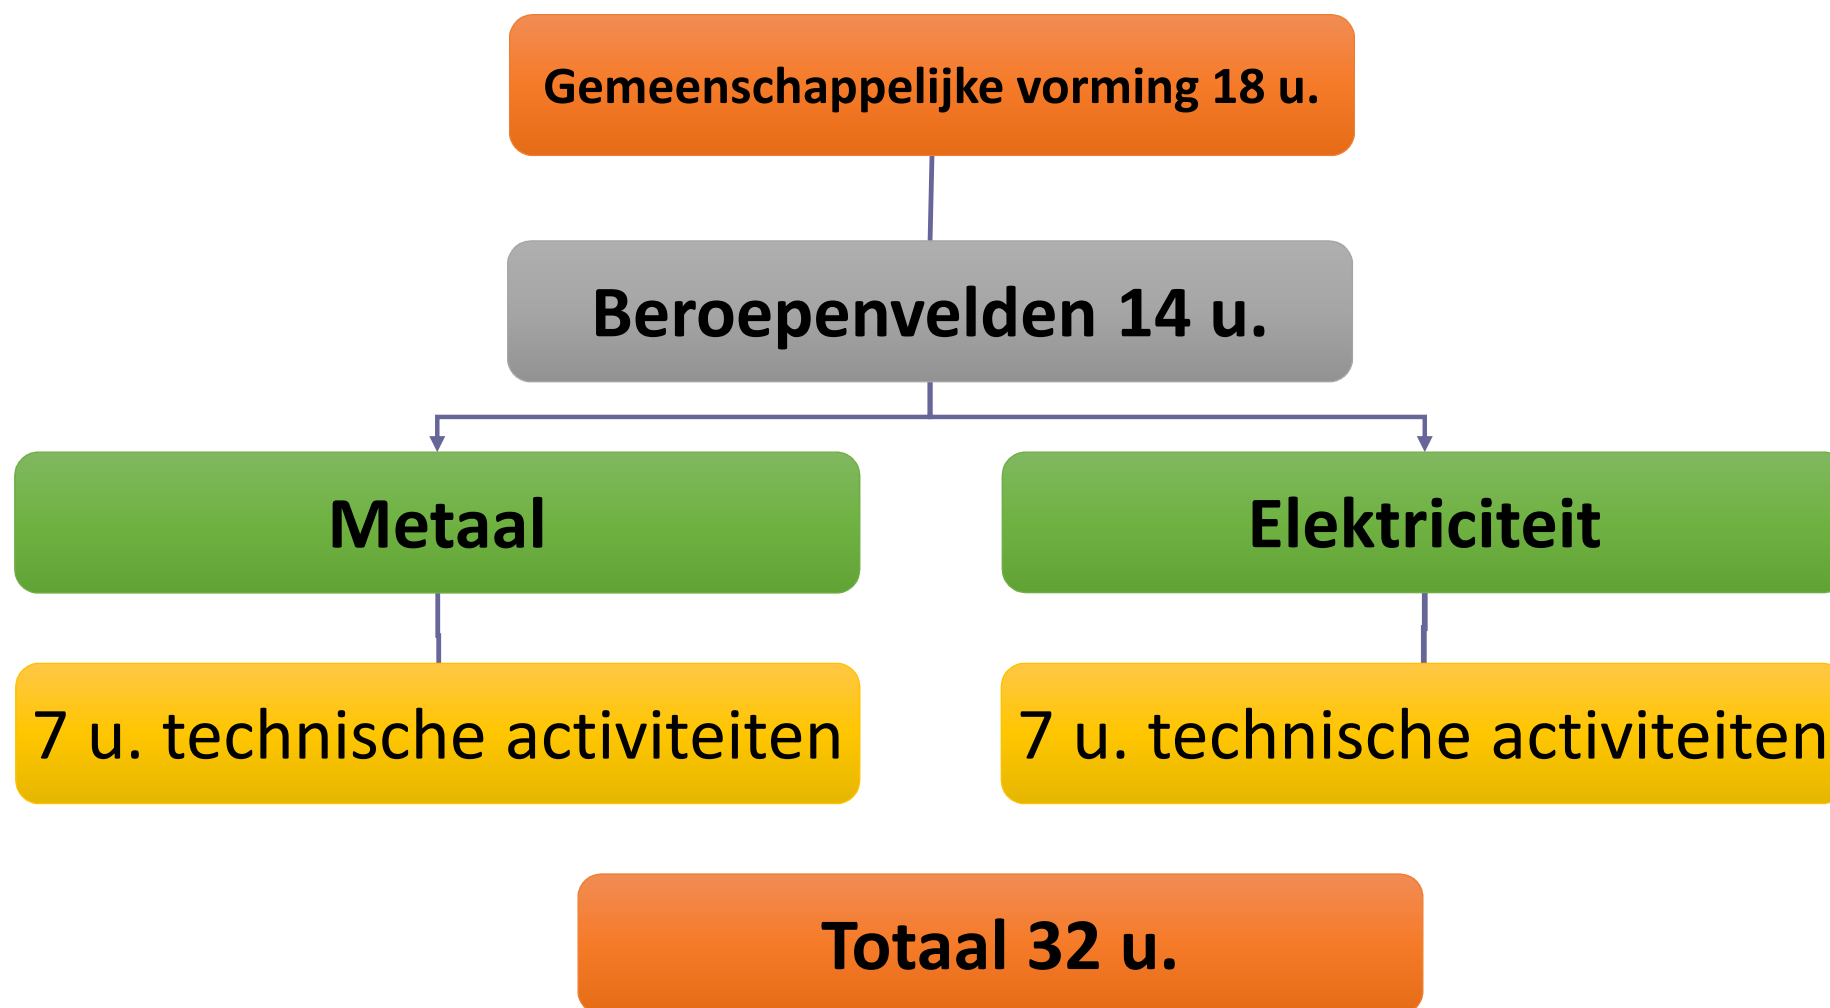 Gemeenschappelijke vorming 18 u.
Beroepenvelden 14 u.
Metaal
Elektriciteit
7 u. technische activiteiten
7 u. technische activiteiten
Totaal 32 u.